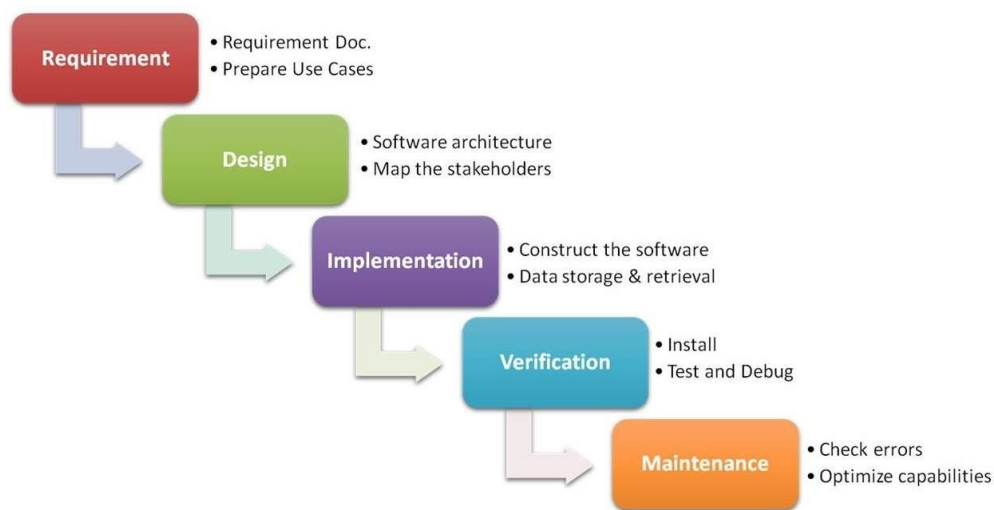 Requirement
• Requirement Doc.
• Prepare Use Cases
Design
• Software architecture
• Map the stakeholders
Implementation
• Construct the software
• Data storage & retrieval
Verification
• Install
• Test and Debug
Maintenance
• Check errors
• Optimize capabilities